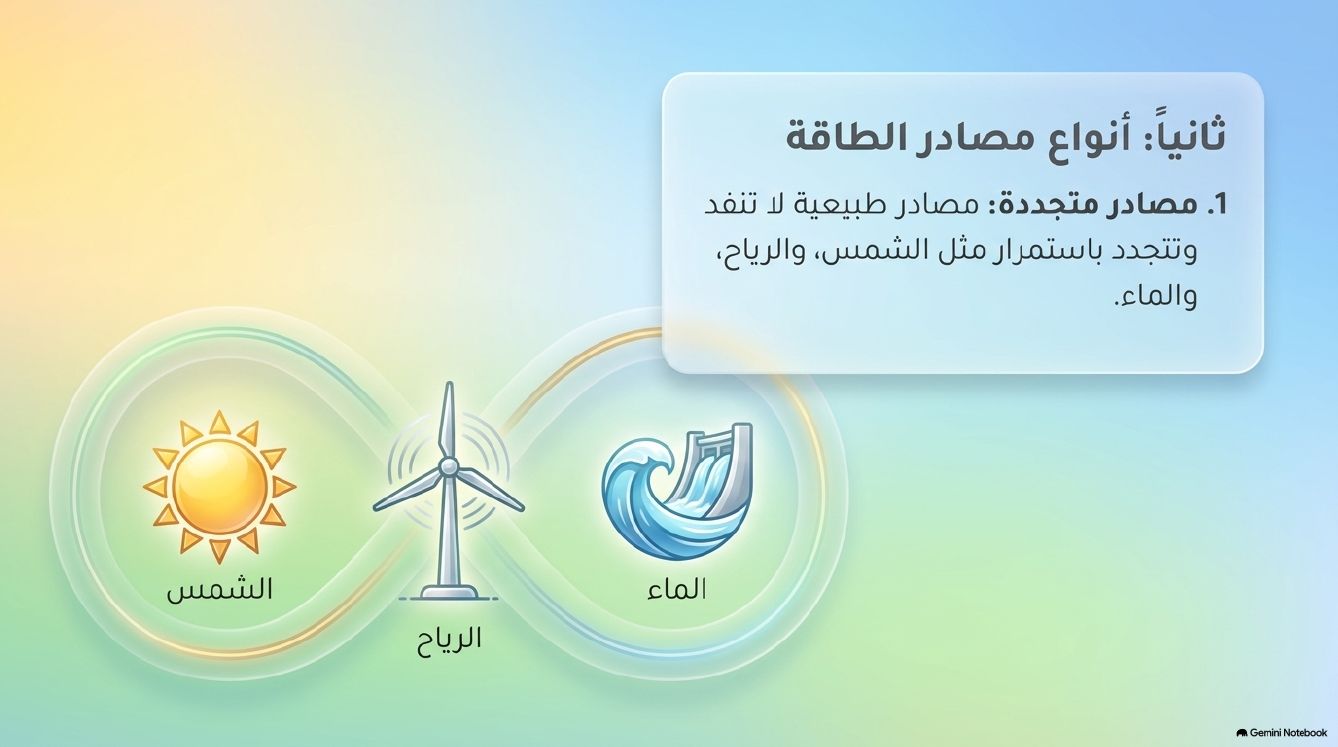 ثانياً: أنواع مصادر الطاقة
1. مصادر متجددة: مصادر طبيعية لا تنفد
وتتجدد باستمرار مثل الشمس، والرياح،
والماء.
الشمس
الرياح
الماء
Gemini Notebook